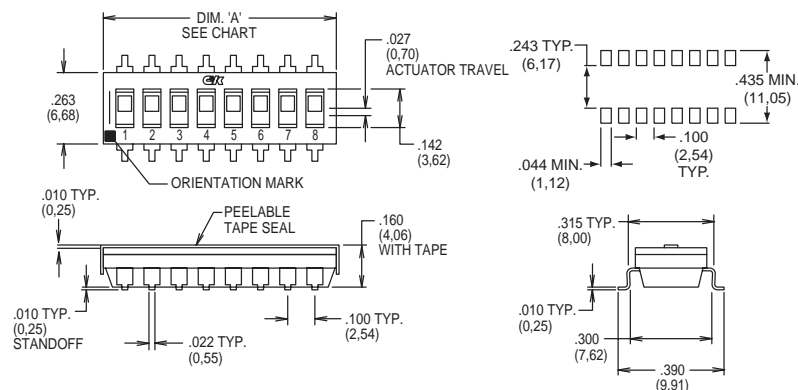 DIM. 'A'
SEE CHART
.027
(0,70)
ACTUATOR TRAVEL
C&K
.263
(6,68)
1 2 3 4 5 6 7 8
.142
(3,62)
ORIENTATION MARK
.243 TYP.
(6,17)
.435 MIN.
(11,05)
.100
(2,54)
TYP.
.044 MIN.
(1,12)
.010 TYP.
(0,25)
PEELABLE
TAPE SEAL
.160
(4,06)
WITH TAPE
.010 TYP.
(0,25)
STANDOFF
.022 TYP.
(0,55)
.100 TYP.
(2,54)
.315 TYP.
(8,00)
.010 TYP.
(0,25)
.300
(7,62)
.390
(9,91)